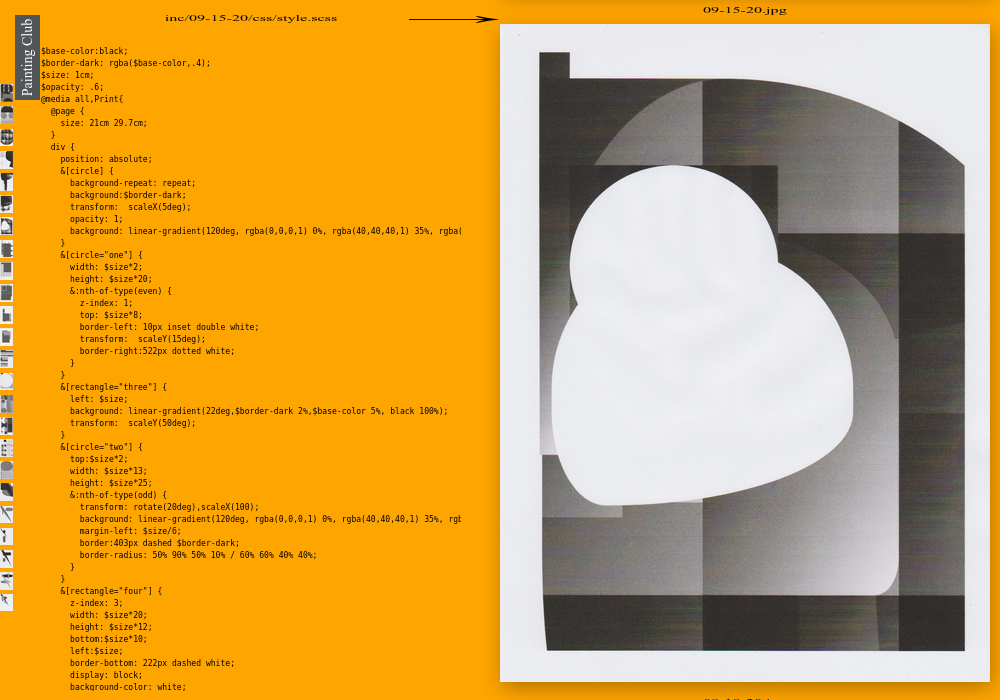 inc/09-15-20/css/style.scss
09-15-20.jpg
Painting Club
$base-color:black;
$border-dark: rgba($base-color,.4);
$size: 1cm;
$opacity: .6;
@media all,Print{
@page {
size: 21cm 29.7cm;
}
div {
position: absolute;
&[circle] {
background-repeat: repeat;
background:$border-dark;
transform:  scaleX(5deg);
opacity: 1;
background: linear-gradient(120deg, rgba(0,0,0,1) 0%, rgba(40,40,40,1) 35%, rgba(
}
&[circle="one"] {
width: $size*2;
height: $size*20;
&:nth-of-type(even) {
z-index: 1;
top: $size*8;
border-left: 10px inset double white;
transform:  scaleY(15deg);
border-right:522px dotted white;
}
}
&[rectangle="three"] {
left: $size;
background: linear-gradient(22deg,$border-dark 2%,$base-color 5%, black 100%);
transform:  scaleY(50deg);
}
&[circle="two"] {
top:$size*2;
width: $size*13;
height: $size*25;
&:nth-of-type(odd) {
transform: rotate(20deg),scaleX(100);
background: linear-gradient(120deg, rgba(0,0,0,1) 0%, rgba(40,40,40,1) 35%, rgb
margin-left: $size/6;
border:403px dashed $border-dark;
border-radius: 50% 90% 50% 10% / 60% 60% 40% 40%;
}
}
&[rectangle="four"] {
z-index: 3;
width: $size*20;
height: $size*12;
bottom:$size*10;
left:$size;
border-bottom: 222px dashed white;
display: block;
background-color: white;